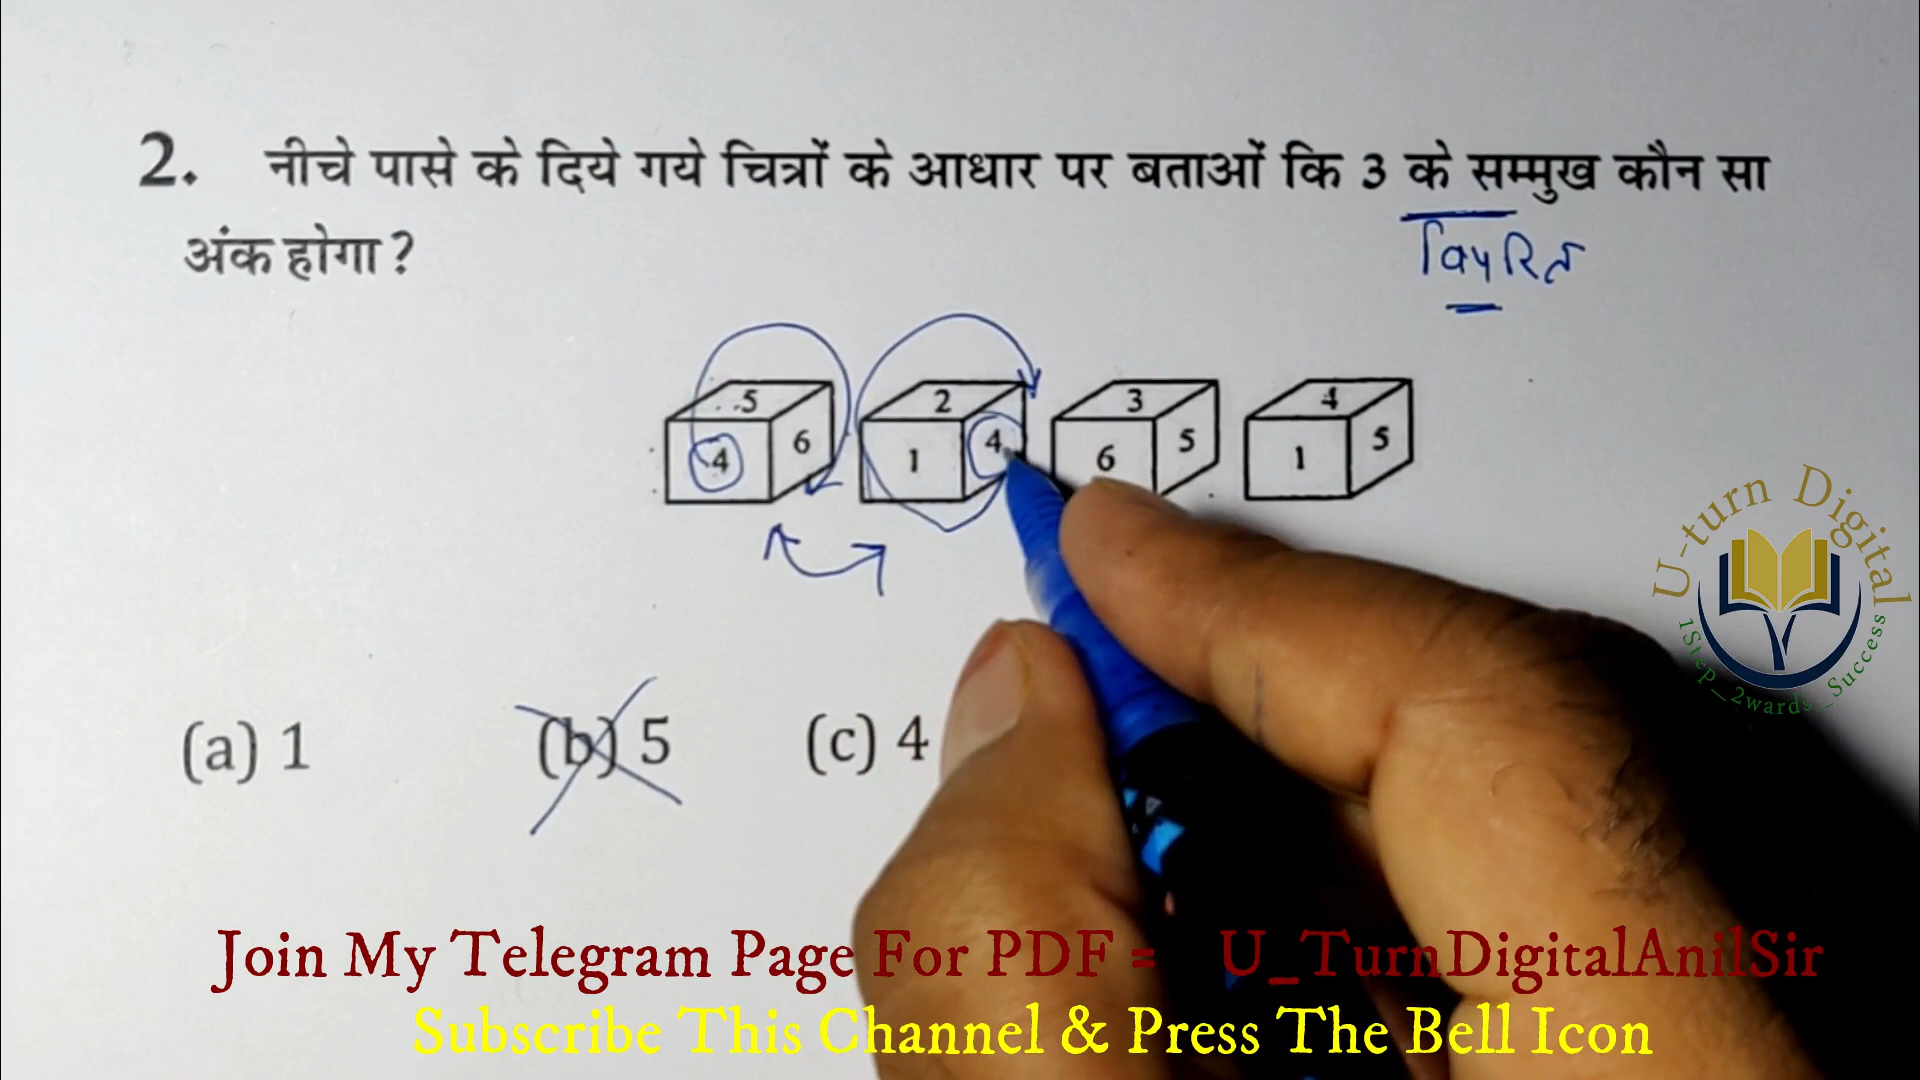 2. नीचे पासे के दिये गये चित्रों के आधार पर बताओं कि 3 के सम्मुख कौन सा
अंक होगा ?
विपरित
5 4 6
2 1 4
3 6 5
4 1 5
(a) 1 (b) 5 (c) 4
U-turn Digital
1Step_2wards_Success
Join My Telegram Page For PDF = U_TurnDigitalAnilSir
Subscribe This Channel & Press The Bell Icon